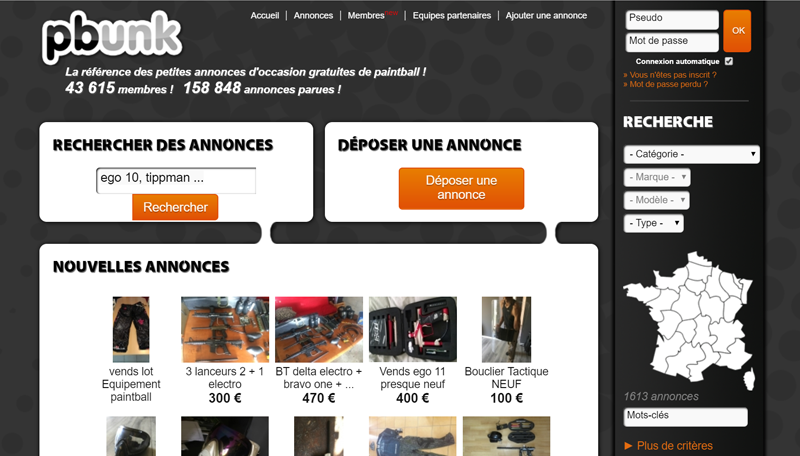 pbunk
Accueil | Annonces | Membres | Equipes partenaires | Ajouter une annonce
La référence des petites annonces d'occasion gratuites de paintball !
43 615 membres ! 158 848 annonces parues !
Pseudo
Mot de passe
OK
Connexion automatique
» Vous n'êtes pas inscrit ?
» Mot de passe perdu ?
RECHERCHER DES ANNONCES
ego 10, tippman ...
Rechercher
DÉPOSER UNE ANNONCE
Déposer une
annonce
NOUVELLES ANNONCES
vends lot
Equipement
paintball
3 lanceurs 2 + 1
electro
300 €
BT delta electro +
bravo one + ...
470 €
Vends ego 11
presque neuf
400 €
Bouclier Tactique
NEUF
100 €
RECHERCHE
- Catégorie -
- Marque -
- Modèle -
- Type -
1613 annonces
Mots-clés
► Plus de critères